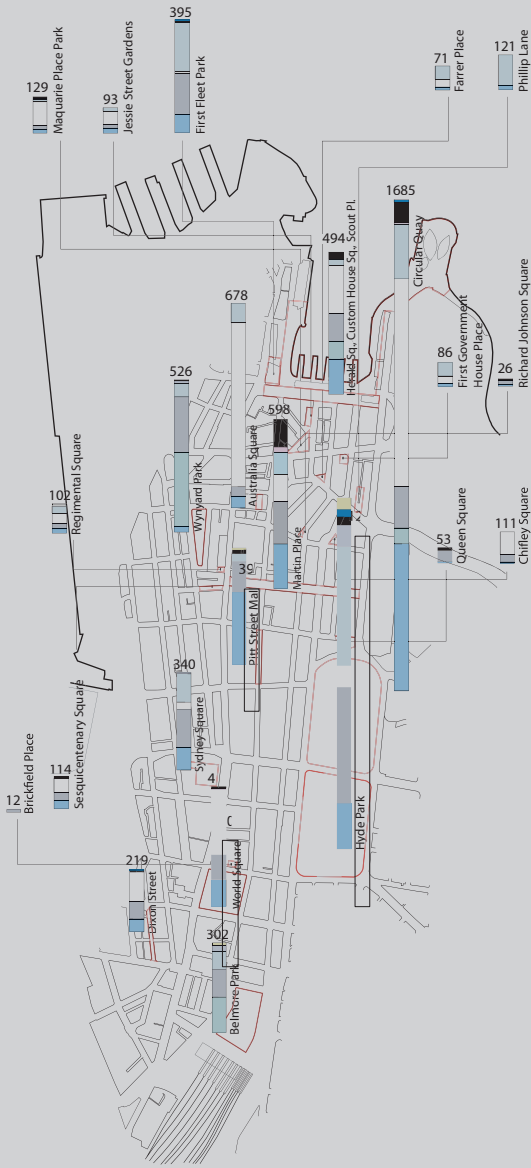 395
First Fleet Park
129
Maquarie Place Park
93
Jessie Street Gardens
71
Farrer Place
121
Phillip Lane
1685
Circular Quay
494
Herald Sq., Custom House Sq., Scout Pl.
678
Australia Square
526
Wynyard Park
598
Martin Place
86
First Government
House Place
26
Richard Johnson Square
102
Regimental Square
39
Pitt Street Mal
53
Queen Square
111
Chifley Square
340
Sydney Square
4
114
Sesquicentenary Square
12
Brickfield Place
Hyde Park
219
Dixon Street
World Square
302
Belmore Park